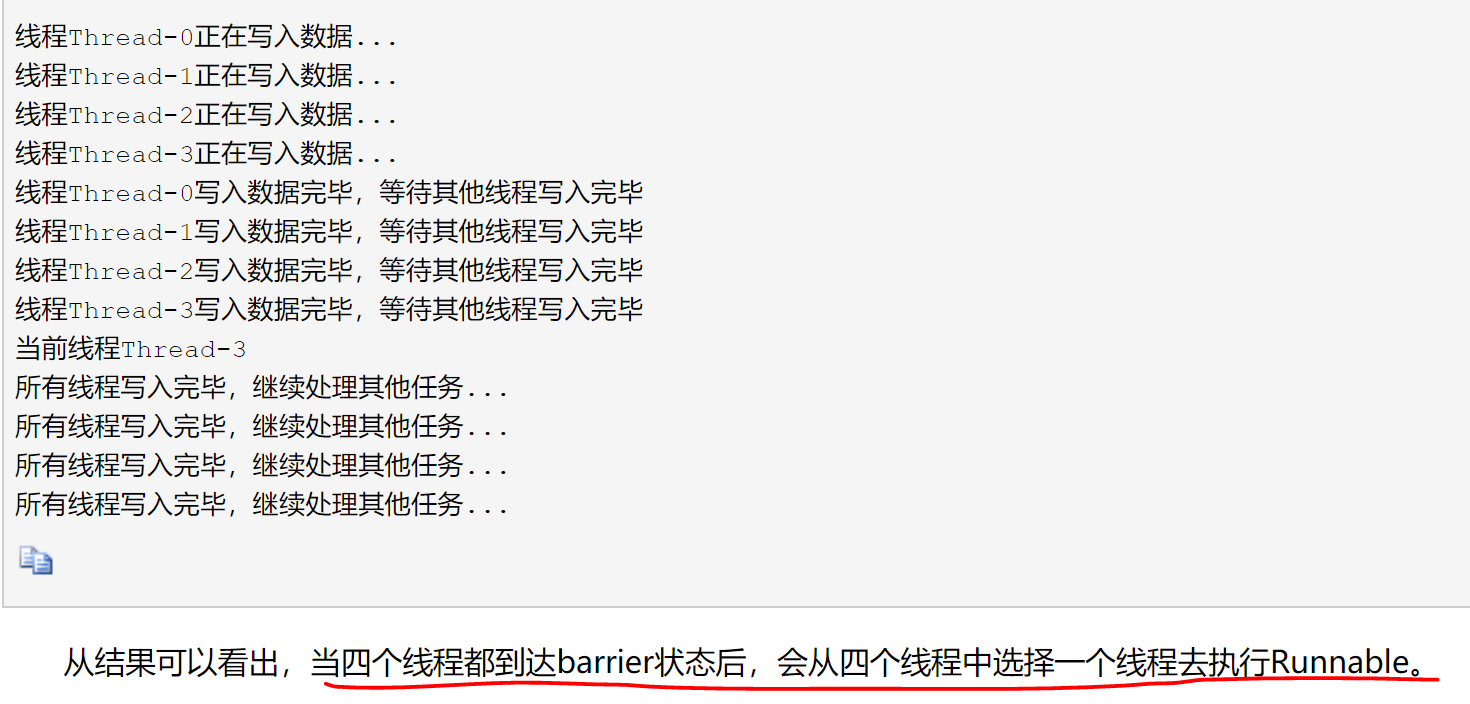 线程Thread-0正在写入数据...
线程Thread-1正在写入数据...
线程Thread-2正在写入数据...
线程Thread-3正在写入数据...
线程Thread-0写入数据完毕，等待其他线程写入完毕
线程Thread-1写入数据完毕，等待其他线程写入完毕
线程Thread-2写入数据完毕，等待其他线程写入完毕
线程Thread-3写入数据完毕，等待其他线程写入完毕
当前线程Thread-3
所有线程写入完毕，继续处理其他任务...
所有线程写入完毕，继续处理其他任务...
所有线程写入完毕，继续处理其他任务...
所有线程写入完毕，继续处理其他任务...
从结果可以看出，当四个线程都到达barrier状态后，会从四个线程中选择一个线程去执行Runnable。